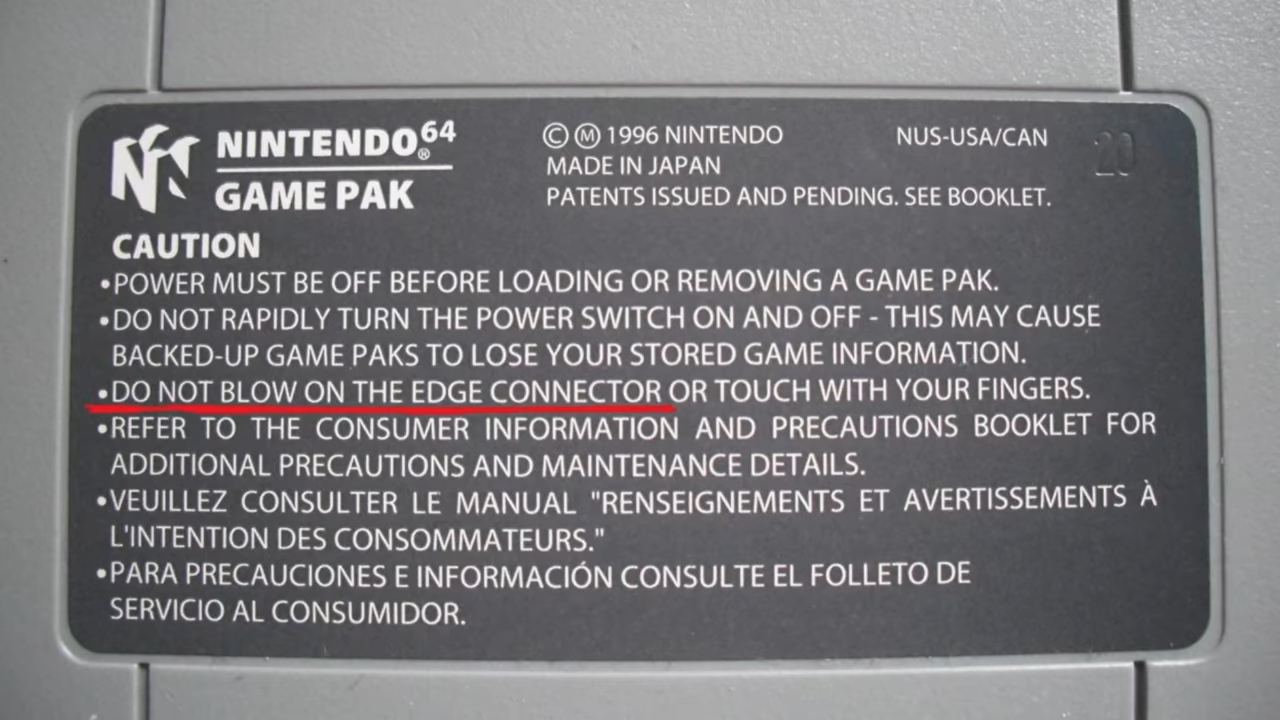 NINTENDO 64 ®
GAME PAK
© Ⓜ 1996 NINTENDO
MADE IN JAPAN
PATENTS ISSUED AND PENDING. SEE BOOKLET.
NUS-USA/CAN
20
CAUTION
•POWER MUST BE OFF BEFORE LOADING OR REMOVING A GAME PAK.
•DO NOT RAPIDLY TURN THE POWER SWITCH ON AND OFF - THIS MAY CAUSE
BACKED-UP GAME PAKS TO LOSE YOUR STORED GAME INFORMATION.
•DO NOT BLOW ON THE EDGE CONNECTOR OR TOUCH WITH YOUR FINGERS.
•REFER TO THE CONSUMER INFORMATION AND PRECAUTIONS BOOKLET FOR
ADDITIONAL PRECAUTIONS AND MAINTENANCE DETAILS.
•VEUILLEZ CONSULTER LE MANUAL "RENSEIGNEMENTS ET AVERTISSEMENTS À
L'INTENTION DES CONSOMMATEURS."
•PARA PRECAUCIONES E INFORMACIÓN CONSULTE EL FOLLETO DE
SERVICIO AL CONSUMIDOR.